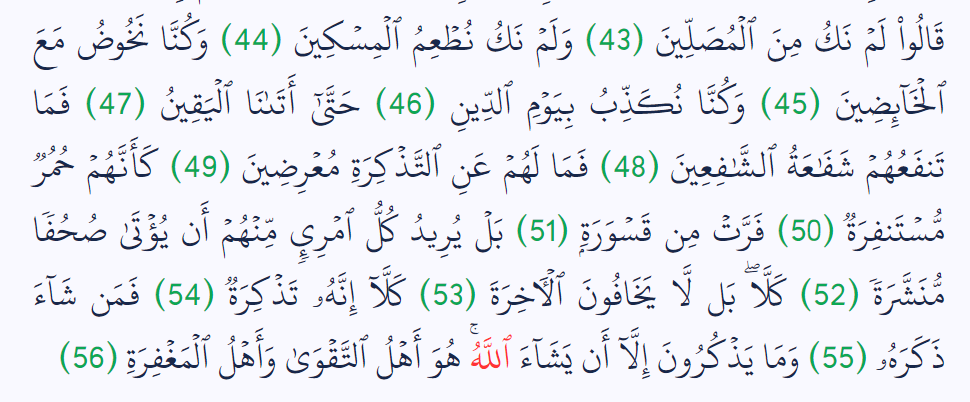 قَالُواْ لَمْ نَكُ مِنَ ٱلْمُصَلِّينَ (43) وَلَمْ نَكُ نُطْعِمُ ٱلْمِسْكِينَ (44) وَكُنَّا نَخُوضُ مَعَ
ٱلْخَآئِضِينَ (45) وَكُنَّا نُكَذِّبُ بِيَوْمِ ٱلدِّينِ (46) حَتَّىٰٓ أَتَىٰنَا ٱلْيَقِينُ (47) فَمَا
تَنفَعُهُمْ شَفَٰعَةُ ٱلشَّٰفِعِينَ (48) فَمَا لَهُمْ عَنِ ٱلتَّذْكِرَةِ مُعْرِضِينَ (49) كَأَنَّهُمْ حُمُرٌ
مُّسْتَنفِرَةٌ (50) فَرَّتْ مِن قَسْوَرَةٍۭ (51) بَلْ يُرِيدُ كُلُّ ٱمْرِيٍٕ مِّنْهُمْ أَن يُؤْتَىٰ صُحُفًا
مُّنَشَّرَةً (52) كَلَّاۖ بَل لَّا يَخَافُونَ ٱلْأٓخِرَةَ (53) كَلَّآ إِنَّهُۥ تَذْكِرَةٌ (54) فَمَن شَآءَ
ذَكَرَهُۥ (55) وَمَا يَذْكُرُونَ إِلَّآ أَن يَشَآءَ ٱللَّهُۚ هُوَ أَهْلُ ٱلتَّقْوَىٰ وَأَهْلُ ٱلْمَغْفِرَةِ (56)